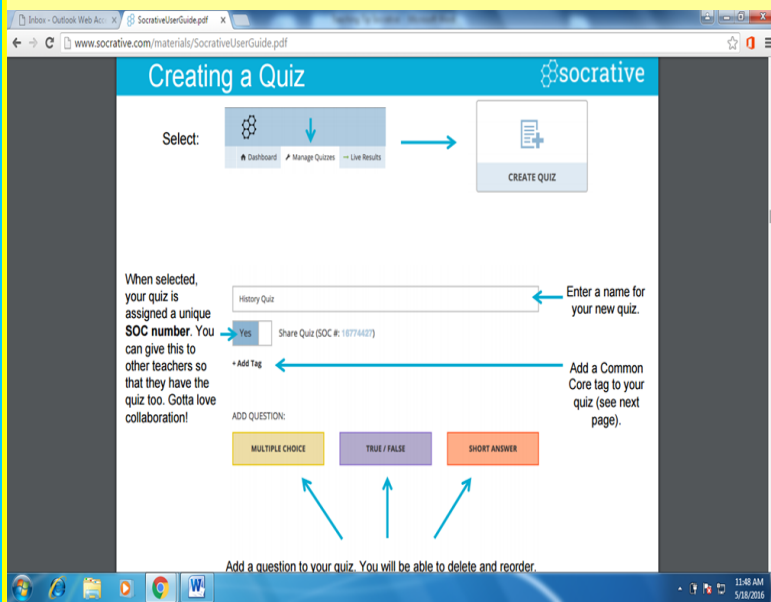 Inbox - Outlook Web Acc
SocrativeUserGuide.pdf
www.socrative.com/materials/SocrativeUserGuide.pdf
Creating a Quiz
socrative
Select:
Dashboard
Manage Quizzes
Live Results
CREATE QUIZ
When selected,
your quiz is
assigned a unique
SOC number. You
can give this to
other teachers so
that they have the
quiz too. Gotta love
collaboration!
History Quiz
Enter a name for
your new quiz.
Yes
Share Quiz (SOC #: 18774427)
+ Add Tag
Add a Common
Core tag to your
quiz (see next
page).
ADD QUESTION:
MULTIPLE CHOICE
TRUE / FALSE
SHORT ANSWER
Add a question to your quiz. You will be able to delete and reorder.
11:48 AM
5/18/2016